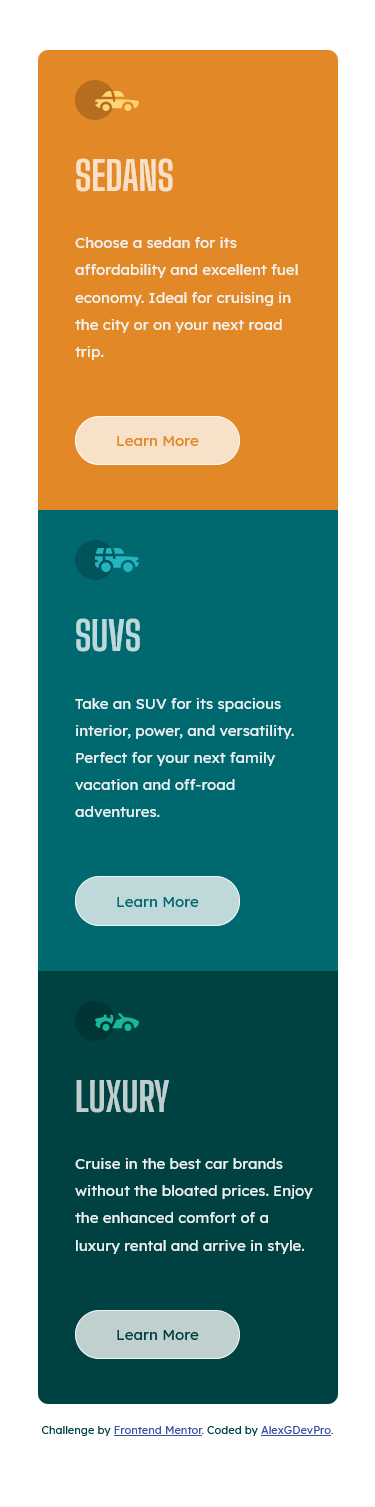 SEDANS
Choose a sedan for its
affordability and excellent fuel
economy. Ideal for cruising in
the city or on your next road
trip.
Learn More
SUVS
Take an SUV for its spacious
interior, power, and versatility.
Perfect for your next family
vacation and off-road
adventures.
Learn More
LUXURY
Cruise in the best car brands
without the bloated prices. Enjoy
the enhanced comfort of a
luxury rental and arrive in style.
Learn More
Challenge by Frontend Mentor. Coded by AlexGDevPro.